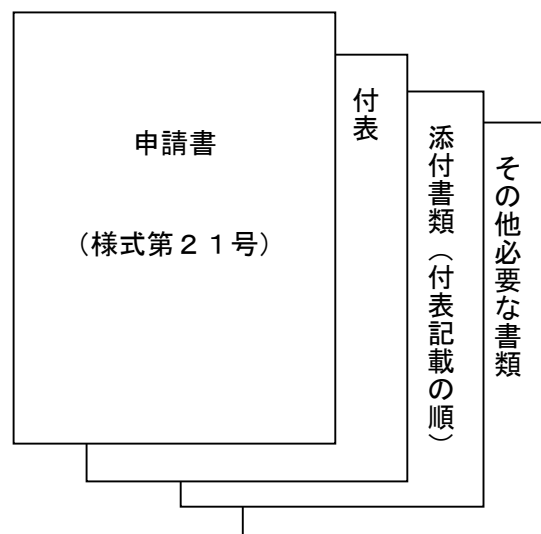 申請書
（様式第２１号）
付表
添付書類（付表記載の順）
その他必要な書類